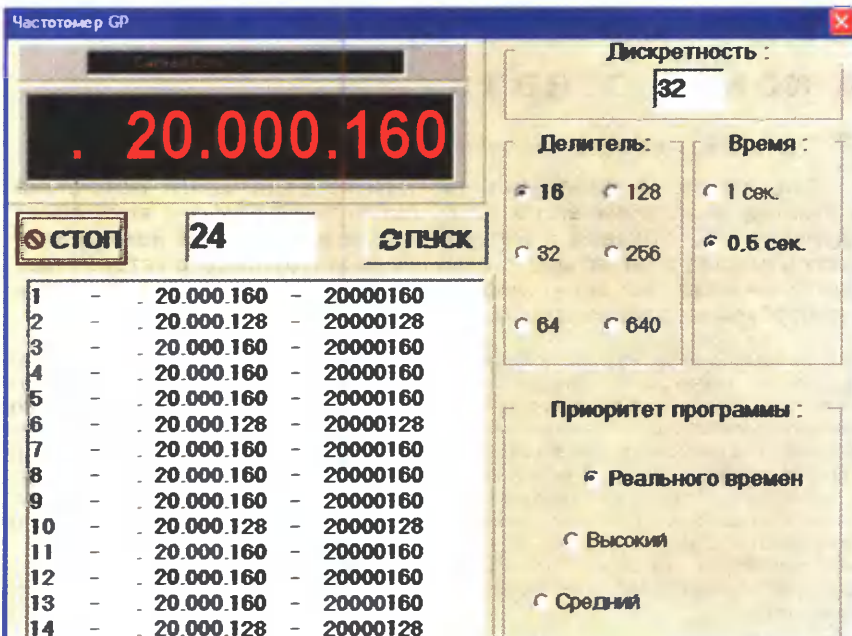 Частотомер GP
. 20.000.160
СТОП
24
ПУСК
1 - . 20.000.160 - 20000160
2 - . 20.000.128 - 20000128
3 - . 20.000.160 - 20000160
4 - . 20.000.160 - 20000160
5 - . 20.000.160 - 20000160
6 - . 20.000.128 - 20000128
7 - . 20.000.160 - 20000160
8 - . 20.000.160 - 20000160
9 - . 20.000.160 - 20000160
10 - . 20.000.128 - 20000128
11 - . 20.000.160 - 20000160
12 - . 20.000.160 - 20000160
13 - . 20.000.160 - 20000160
14 - . 20.000.128 - 20000128
Дискретность :
32
Делитель:
16 128
32 256
64 640
Время :
1 сек.
0,5 сек.
Приоритет программы :
Реального времен
Высокий
Средний